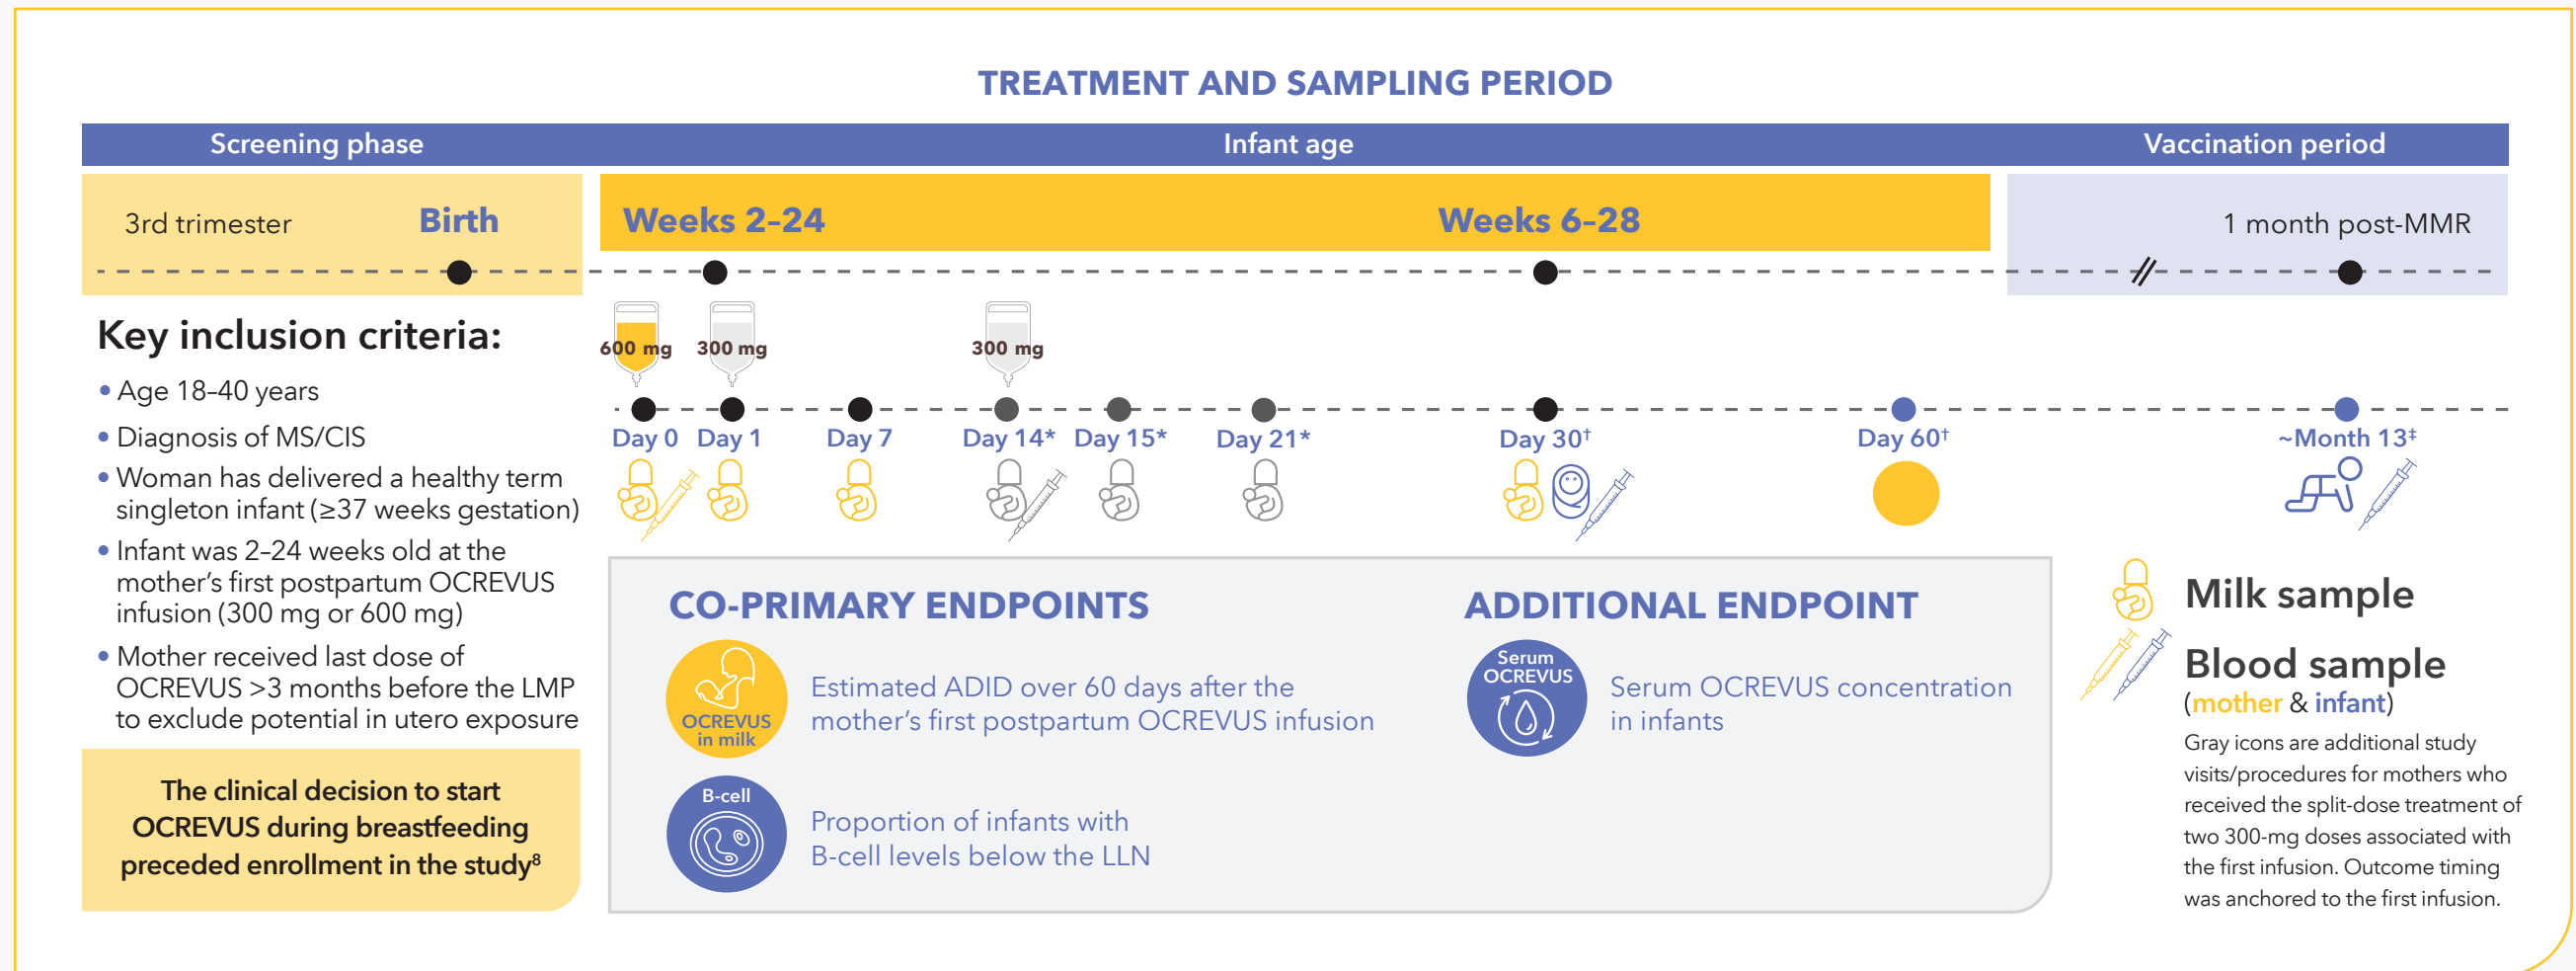 TREATMENT AND SAMPLING PERIOD
Screening phase
Infant age
Vaccination period
3rd trimester
Birth
Weeks 2–24
Weeks 6–28
1 month post-MMR
Key inclusion criteria:
• Age 18–40 years
• Diagnosis of MS/CIS
• Woman has delivered a healthy term
singleton infant (≥37 weeks gestation)
• Infant was 2–24 weeks old at the
mother’s first postpartum OCREVUS
infusion (300 mg or 600 mg)
• Mother received last dose of
OCREVUS >3 months before the LMP
to exclude potential in utero exposure
The clinical decision to start
OCREVUS during breastfeeding
preceded enrollment in the study⁸
600 mg
300 mg
300 mg
Day 0
Day 1
Day 7
Day 14*
Day 15*
Day 21*
Day 30†
Day 60†
~Month 13‡
CO-PRIMARY ENDPOINTS
OCREVUS
in milk
Estimated ADID over 60 days after the
mother’s first postpartum OCREVUS infusion
B-cell
Proportion of infants with
B-cell levels below the LLN
ADDITIONAL ENDPOINT
Serum
OCREVUS
Serum OCREVUS concentration
in infants
Milk sample
Blood sample
(mother & infant)
Gray icons are additional study
visits/procedures for mothers who
received the split-dose treatment of
two 300-mg doses associated with
the first infusion. Outcome timing
was anchored to the first infusion.